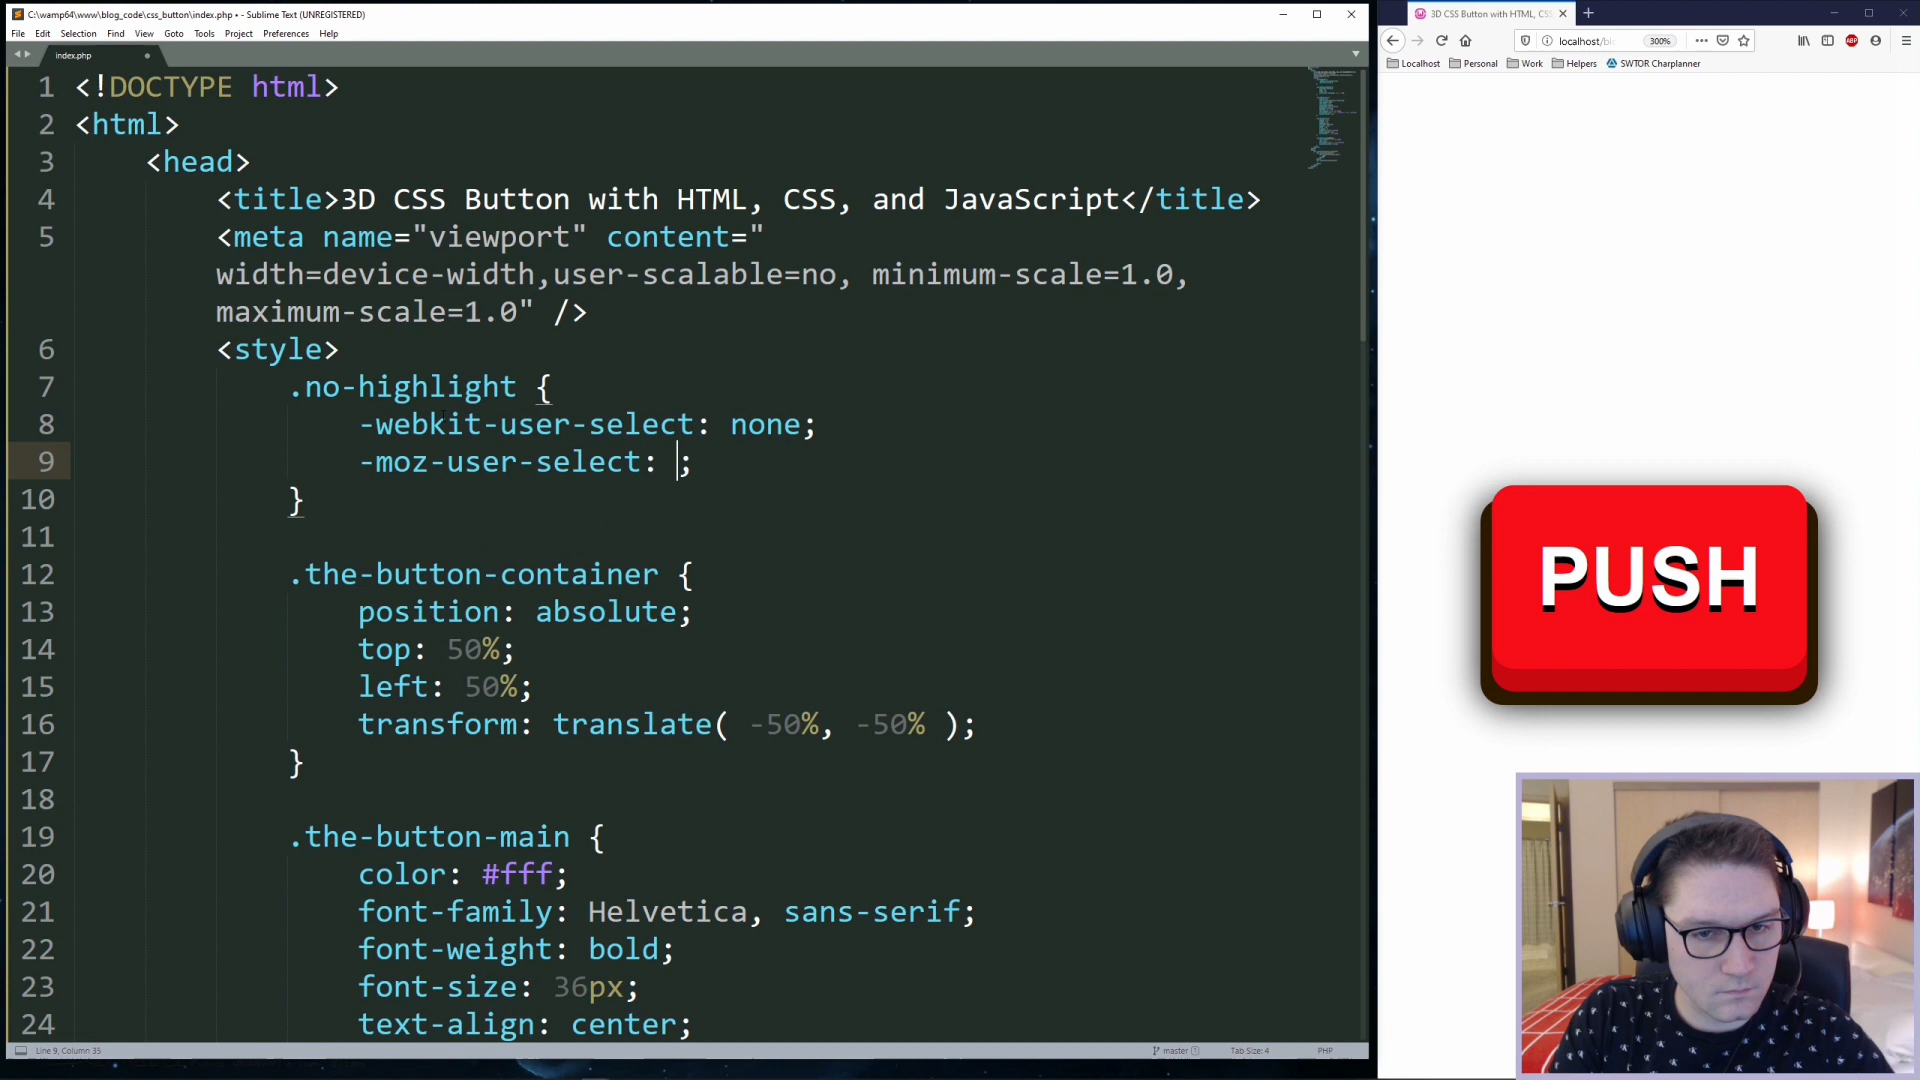 C:\wamp64\www\blog_code\css_button\index.php • - Sublime Text (UNREGISTERED)
File Edit Selection Find View Goto Tools Project Preferences Help
index.php
1 <!DOCTYPE html>
2 <html>
3 <head>
4 <title>3D CSS Button with HTML, CSS, and JavaScript</title>
5 <meta name="viewport" content="
width=device-width,user-scalable=no, minimum-scale=1.0,
maximum-scale=1.0" />
6 <style>
7 .no-highlight {
8 -webkit-user-select: none;
9 -moz-user-select: ;
10 }
11
12 .the-button-container {
13 position: absolute;
14 top: 50%;
15 left: 50%;
16 transform: translate( -50%, -50% );
17 }
18
19 .the-button-main {
20 color: #fff;
21 font-family: Helvetica, sans-serif;
22 font-weight: bold;
23 font-size: 36px;
24 text-align: center;
Line 9, Column 35
master 1
Tab Size: 4
PHP
3D CSS Button with HTML, CSS
localhost/bl
300%
ABP
Localhost Personal Work Helpers SWTOR Charplanner
PUSH